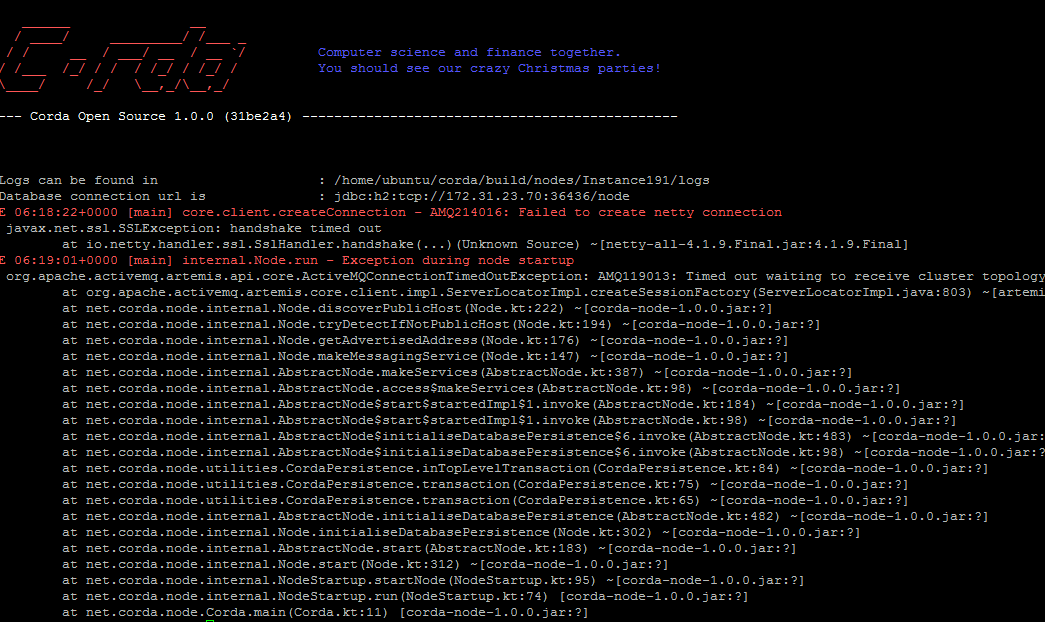 Corda
Computer science and finance together.
You should see our crazy Christmas parties!
--- Corda Open Source 1.0.0 (31be2a4) -----------------------------------------------
Logs can be found in : /home/ubuntu/corda/build/nodes/Instance191/logs
Database connection url is : jdbc:h2:tcp://172.31.23.70:36436/node
E 06:18:22+0000 [main] core.client.createConnection - AMQ214016: Failed to create netty connection
javax.net.ssl.SSLException: handshake timed out
at io.netty.handler.ssl.SslHandler.handshake(...)(Unknown Source) ~[netty-all-4.1.9.Final.jar:4.1.9.Final]
E 06:19:01+0000 [main] internal.Node.run - Exception during node startup
org.apache.activemq.artemis.api.core.ActiveMQConnectionTimedOutException: AMQ119013: Timed out waiting to receive cluster topology
at org.apache.activemq.artemis.core.client.impl.ServerLocatorImpl.createSessionFactory(ServerLocatorImpl.java:803) ~[artemi
at net.corda.node.internal.Node.discoverPublicHost(Node.kt:222) ~[corda-node-1.0.0.jar:?]
at net.corda.node.internal.Node.tryDetectIfNotPublicHost(Node.kt:194) ~[corda-node-1.0.0.jar:?]
at net.corda.node.internal.Node.getAdvertisedAddress(Node.kt:176) ~[corda-node-1.0.0.jar:?]
at net.corda.node.internal.Node.makeMessagingService(Node.kt:147) ~[corda-node-1.0.0.jar:?]
at net.corda.node.internal.AbstractNode.makeServices(AbstractNode.kt:387) ~[corda-node-1.0.0.jar:?]
at net.corda.node.internal.AbstractNode.access$makeServices(AbstractNode.kt:98) ~[corda-node-1.0.0.jar:?]
at net.corda.node.internal.AbstractNode$start$startedImpl$1.invoke(AbstractNode.kt:184) ~[corda-node-1.0.0.jar:?]
at net.corda.node.internal.AbstractNode$start$startedImpl$1.invoke(AbstractNode.kt:98) ~[corda-node-1.0.0.jar:?]
at net.corda.node.internal.AbstractNode$initialiseDatabasePersistence$6.invoke(AbstractNode.kt:483) ~[corda-node-1.0.0.jar:
at net.corda.node.internal.AbstractNode$initialiseDatabasePersistence$6.invoke(AbstractNode.kt:98) ~[corda-node-1.0.0.jar:?
at net.corda.node.utilities.CordaPersistence.inTopLevelTransaction(CordaPersistence.kt:84) ~[corda-node-1.0.0.jar:?]
at net.corda.node.utilities.CordaPersistence.transaction(CordaPersistence.kt:75) ~[corda-node-1.0.0.jar:?]
at net.corda.node.utilities.CordaPersistence.transaction(CordaPersistence.kt:65) ~[corda-node-1.0.0.jar:?]
at net.corda.node.internal.AbstractNode.initialiseDatabasePersistence(AbstractNode.kt:482) ~[corda-node-1.0.0.jar:?]
at net.corda.node.internal.Node.initialiseDatabasePersistence(Node.kt:302) ~[corda-node-1.0.0.jar:?]
at net.corda.node.internal.AbstractNode.start(AbstractNode.kt:183) ~[corda-node-1.0.0.jar:?]
at net.corda.node.internal.Node.start(Node.kt:312) ~[corda-node-1.0.0.jar:?]
at net.corda.node.internal.NodeStartup.startNode(NodeStartup.kt:95) ~[corda-node-1.0.0.jar:?]
at net.corda.node.internal.NodeStartup.run(NodeStartup.kt:74) [corda-node-1.0.0.jar:?]
at net.corda.node.Corda.main(Corda.kt:11) [corda-node-1.0.0.jar:?]